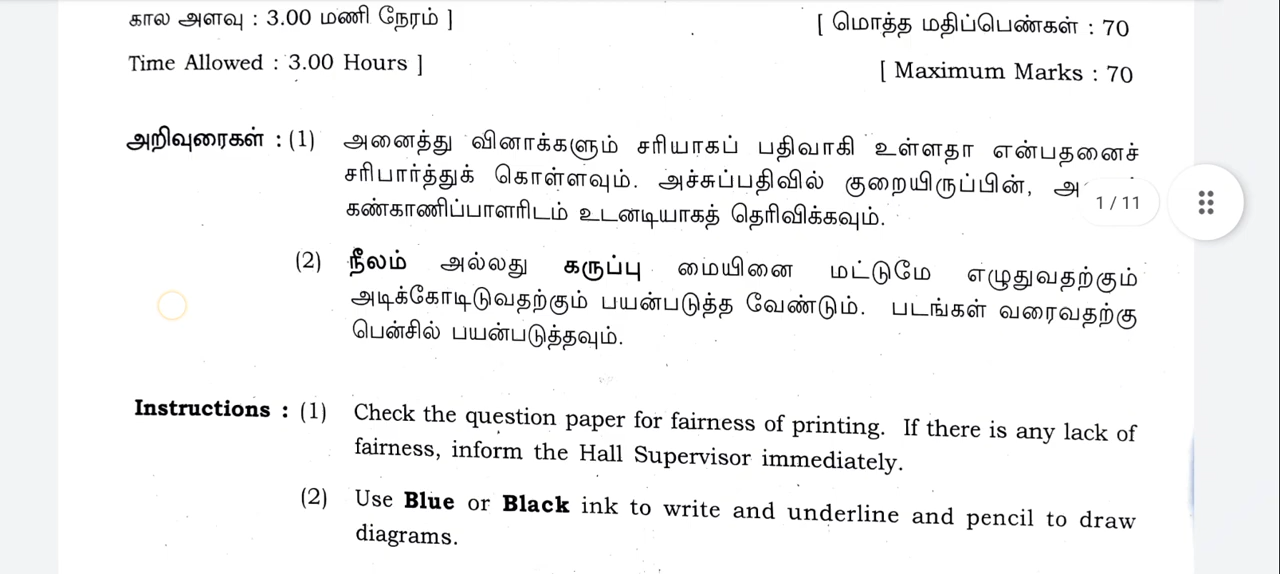 கால அளவு : 3.00 மணி நேரம் ]
[ மொத்த மதிப்பெண்கள் : 70
Time Allowed : 3.00 Hours ]
[ Maximum Marks : 70
அறிவுரைகள் : (1) அனைத்து வினாக்களும் சரியாகப் பதிவாகி உள்ளதா என்பதனைச்
சரிபார்த்துக் கொள்ளவும். அச்சுப்பதிவில் குறையிருப்பின்,
1 / 11
கண்காணிப்பாளரிடம் உடனடியாகத் தெரிவிக்கவும்.
(2) நீலம் அல்லது கருப்பு மையினை மட்டுமே எழுதுவதற்கும்
அடிக்கோடிடுவதற்கும் பயன்படுத்த வேண்டும். படங்கள் வரைவதற்கு
பென்சில் பயன்படுத்தவும்.
Instructions : (1) Check the question paper for fairness of printing. If there is any lack of
fairness, inform the Hall Supervisor immediately.
(2) Use Blue or Black ink to write and underline and pencil to draw
diagrams.